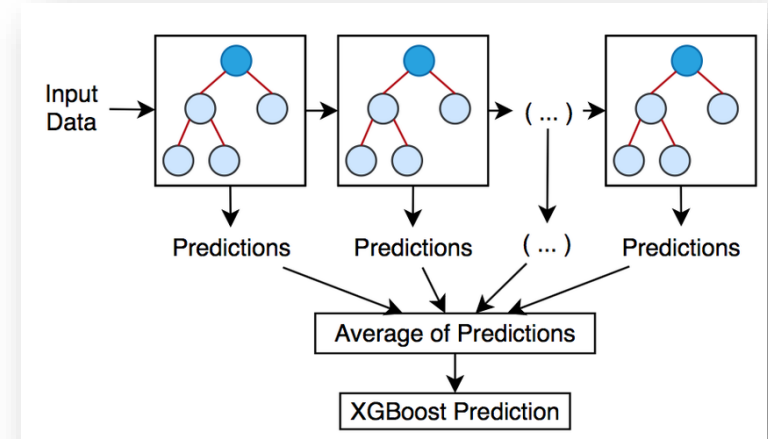 Input
Data
( ... )
Predictions
Predictions
( ... )
Predictions
Average of Predictions
XGBoost Prediction